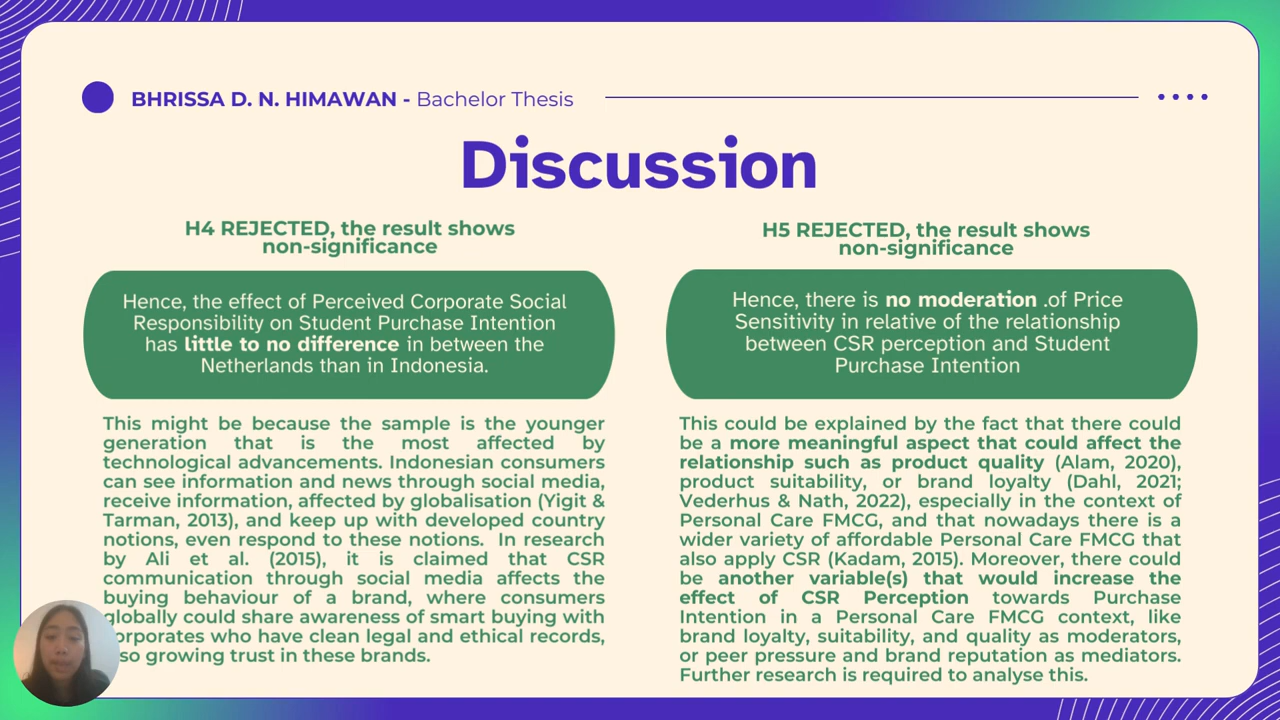 BHRISSA D. N. HIMAWAN - Bachelor Thesis
Discussion
H4 REJECTED, the result shows
non-significance
Hence, the effect of Perceived Corporate Social
Responsibility on Student Purchase Intention
has little to no difference in between the
Netherlands than in Indonesia.
This might be because the sample is the younger
generation that is the most affected by
technological advancements. Indonesian consumers
can see information and news through social media,
receive information, affected by globalisation (Yigit &
Tarman, 2013), and keep up with developed country
notions, even respond to these notions. In research
by Ali et al. (2015), it is claimed that CSR
communication through social media affects the
buying behaviour of a brand, where consumers
globally could share awareness of smart buying with
orporates who have clean legal and ethical records,
so growing trust in these brands.
H5 REJECTED, the result shows
non-significance
Hence, there is no moderation .of Price
Sensitivity in relative of the relationship
between CSR perception and Student
Purchase Intention
This could be explained by the fact that there could
be a more meaningful aspect that could affect the
relationship such as product quality (Alam, 2020),
product suitability, or brand loyalty (Dahl, 2021;
Vederhus & Nath, 2022), especially in the context of
Personal Care FMCG, and that nowadays there is a
wider variety of affordable Personal Care FMCG that
also apply CSR (Kadam, 2015). Moreover, there could
be another variable(s) that would increase the
effect of CSR Perception towards Purchase
Intention in a Personal Care FMCG context, like
brand loyalty, suitability, and quality as moderators,
or peer pressure and brand reputation as mediators.
Further research is required to analyse this.